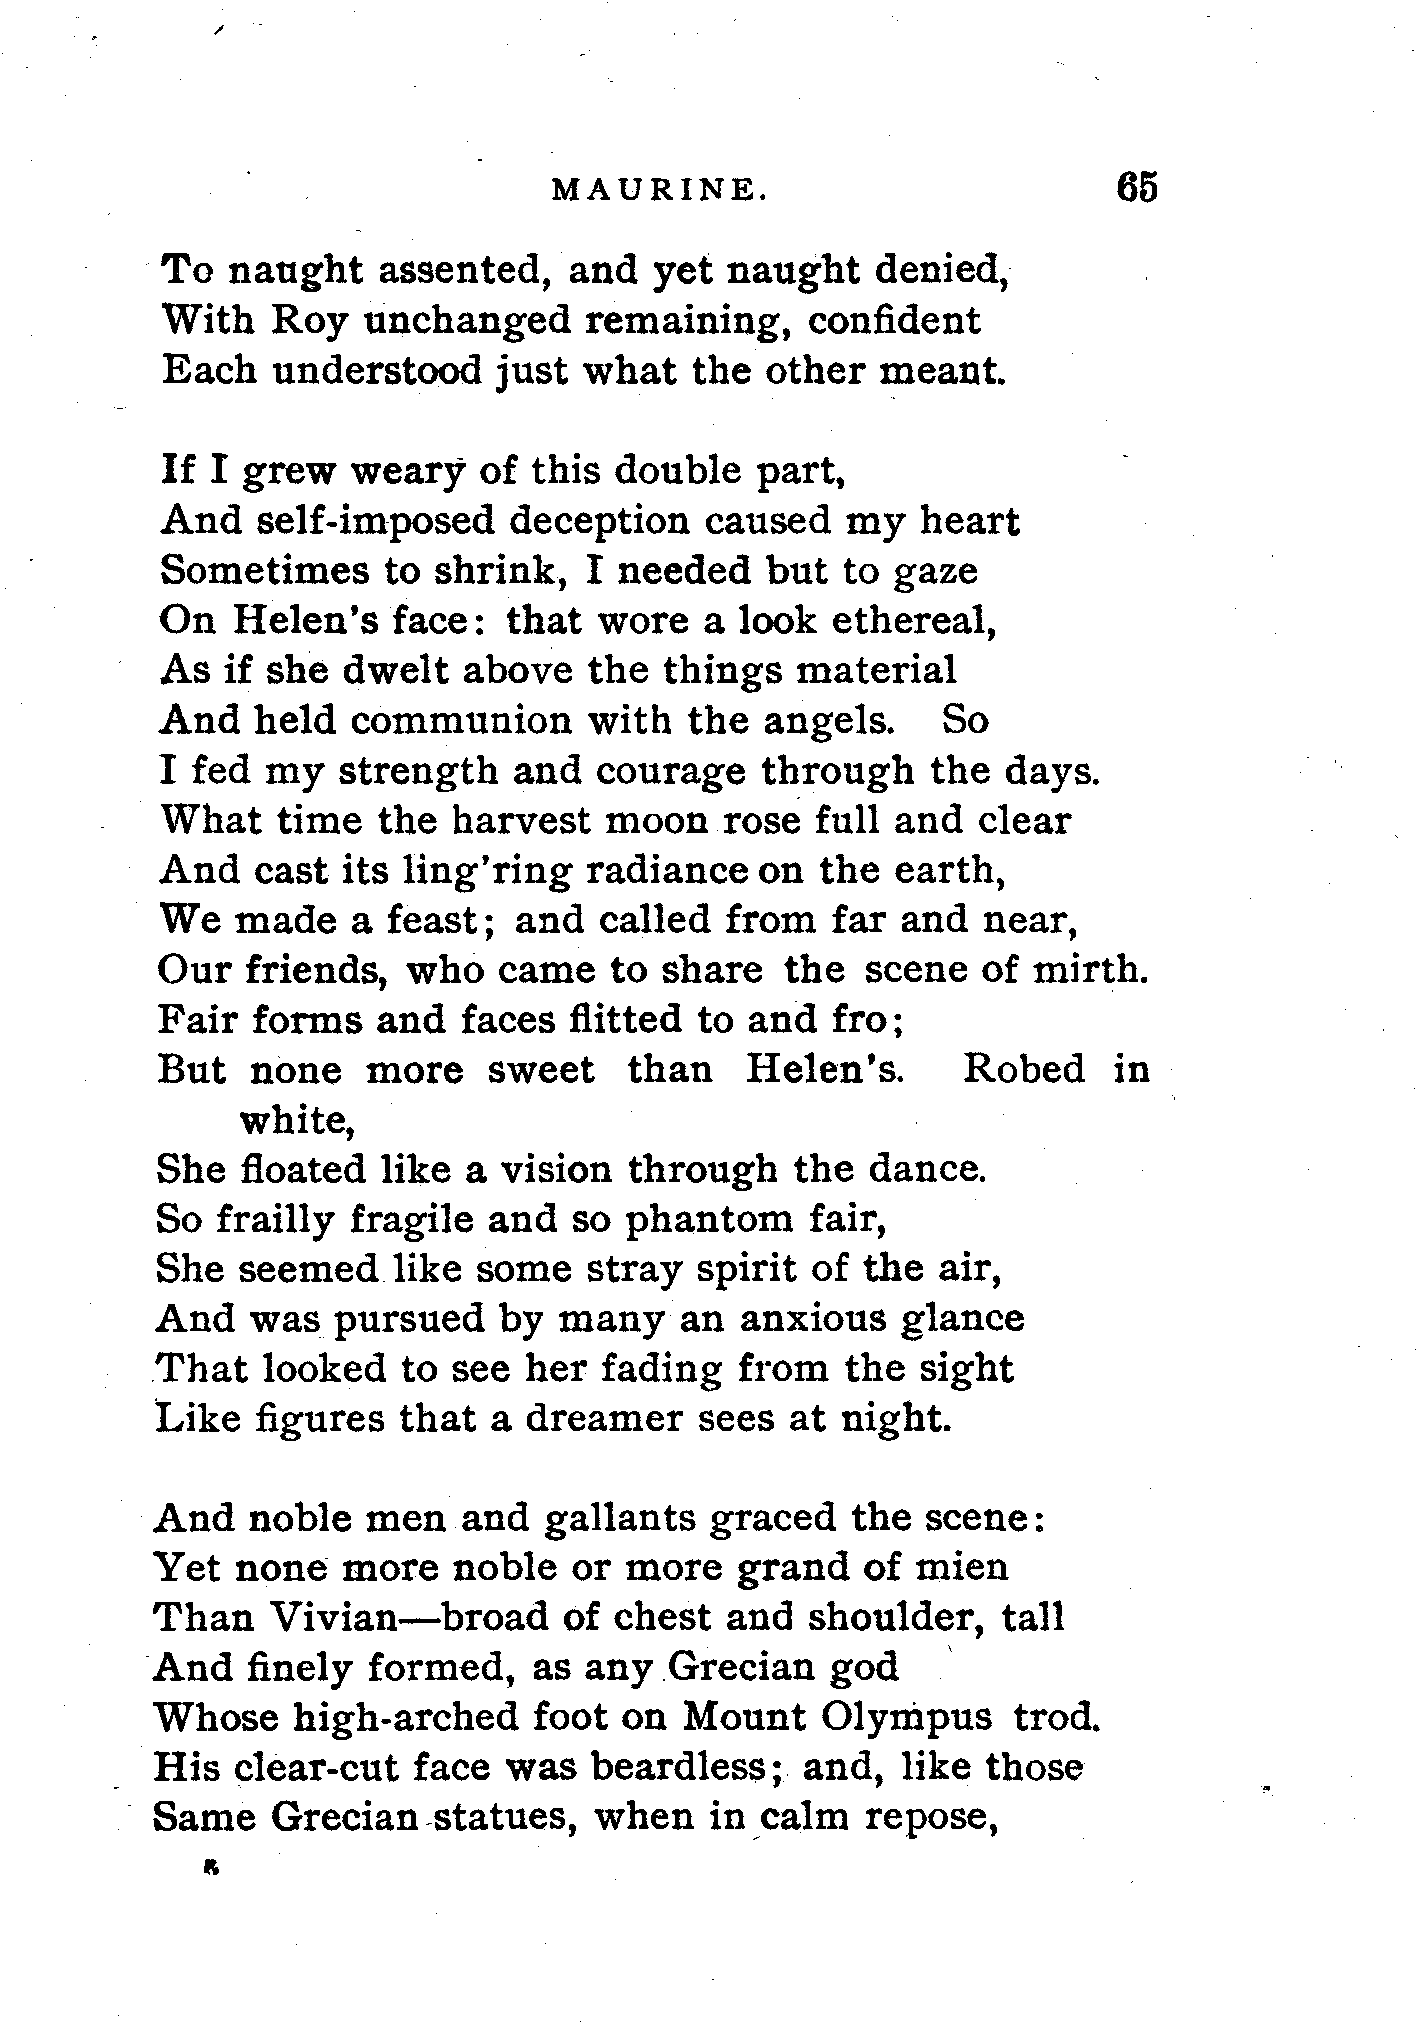 MAURINE. 65
To naught assented, and yet naught denied,
With Roy unchanged remaining, confident
Each understood just what the other meant.
If I grew weary of this double part,
And self-imposed deception caused my heart
Sometimes to shrink, I needed but to gaze
On Helen's face: that wore a look ethereal,
As if she dwelt above the things material
And held communion with the angels. So
I fed my strength and courage through the days.
What time the harvest moon rose full and clear
And cast its ling'ring radiance on the earth,
We made a feast; and called from far and near,
Our friends, who came to share the scene of mirth.
Fair forms and faces flitted to and fro;
But none more sweet than Helen's. Robed in
white,
She floated like a vision through the dance.
So frailly fragile and so phantom fair,
She seemed like some stray spirit of the air,
And was pursued by many an anxious glance
That looked to see her fading from the sight
Like figures that a dreamer sees at night.
And noble men and gallants graced the scene:
Yet none more noble or more grand of mien
Than Vivian—broad of chest and shoulder, tall
And finely formed, as any Grecian god
Whose high-arched foot on Mount Olympus trod.
His clear-cut face was beardless; and, like those
Same Grecian statues, when in calm repose,